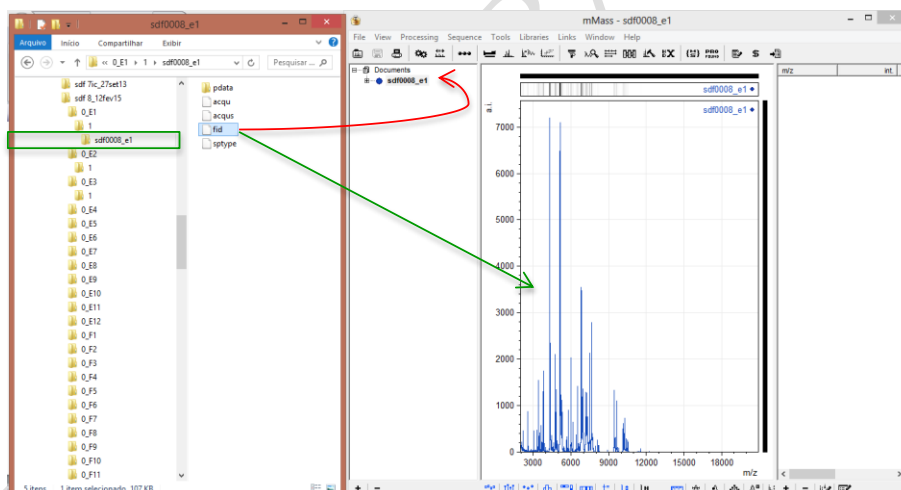 sdf0008_e1
Arquivo Início Compartilhar Exibir
« 0_E1 › 1 › sdf0008_e1
Pesquisar ...
sdf 7ic_27set13
sdf 8_12fev15
0_E1
1
sdf0008_e1
0_E2
1
0_E3
1
0_E4
0_E5
0_E6
0_E7
0_E8
0_E9
0_E10
0_E11
0_E12
0_F1
0_F2
0_F3
0_F4
0_F5
0_F6
0_F7
0_F8
0_F9
0_F10
0_F11
pdata
acqu
acqus
fid
sptype
5 itens 1 item selecionado 107 KB
mMass - sdf0008_e1
File View Processing Sequence Tools Libraries Links Window Help
Documents
sdf0008_e1
m/z int.
sdf0008_e1
sdf0008_e1
a.i.
7000
6000
5000
4000
3000
2000
1000
0
3000 6000 9000 12000 15000 18000
m/z